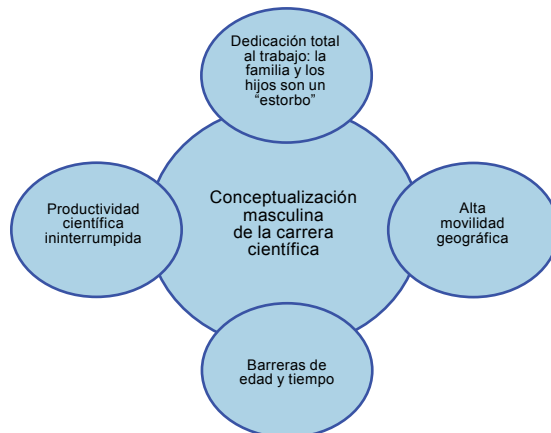 Dedicación total
al trabajo: la
familia y los
hijos son un
“estorbo”
Productividad
científica
ininterrumpida
Conceptualización
masculina
de la carrera
científica
Alta
movilidad
geográfica
Barreras de
edad y tiempo